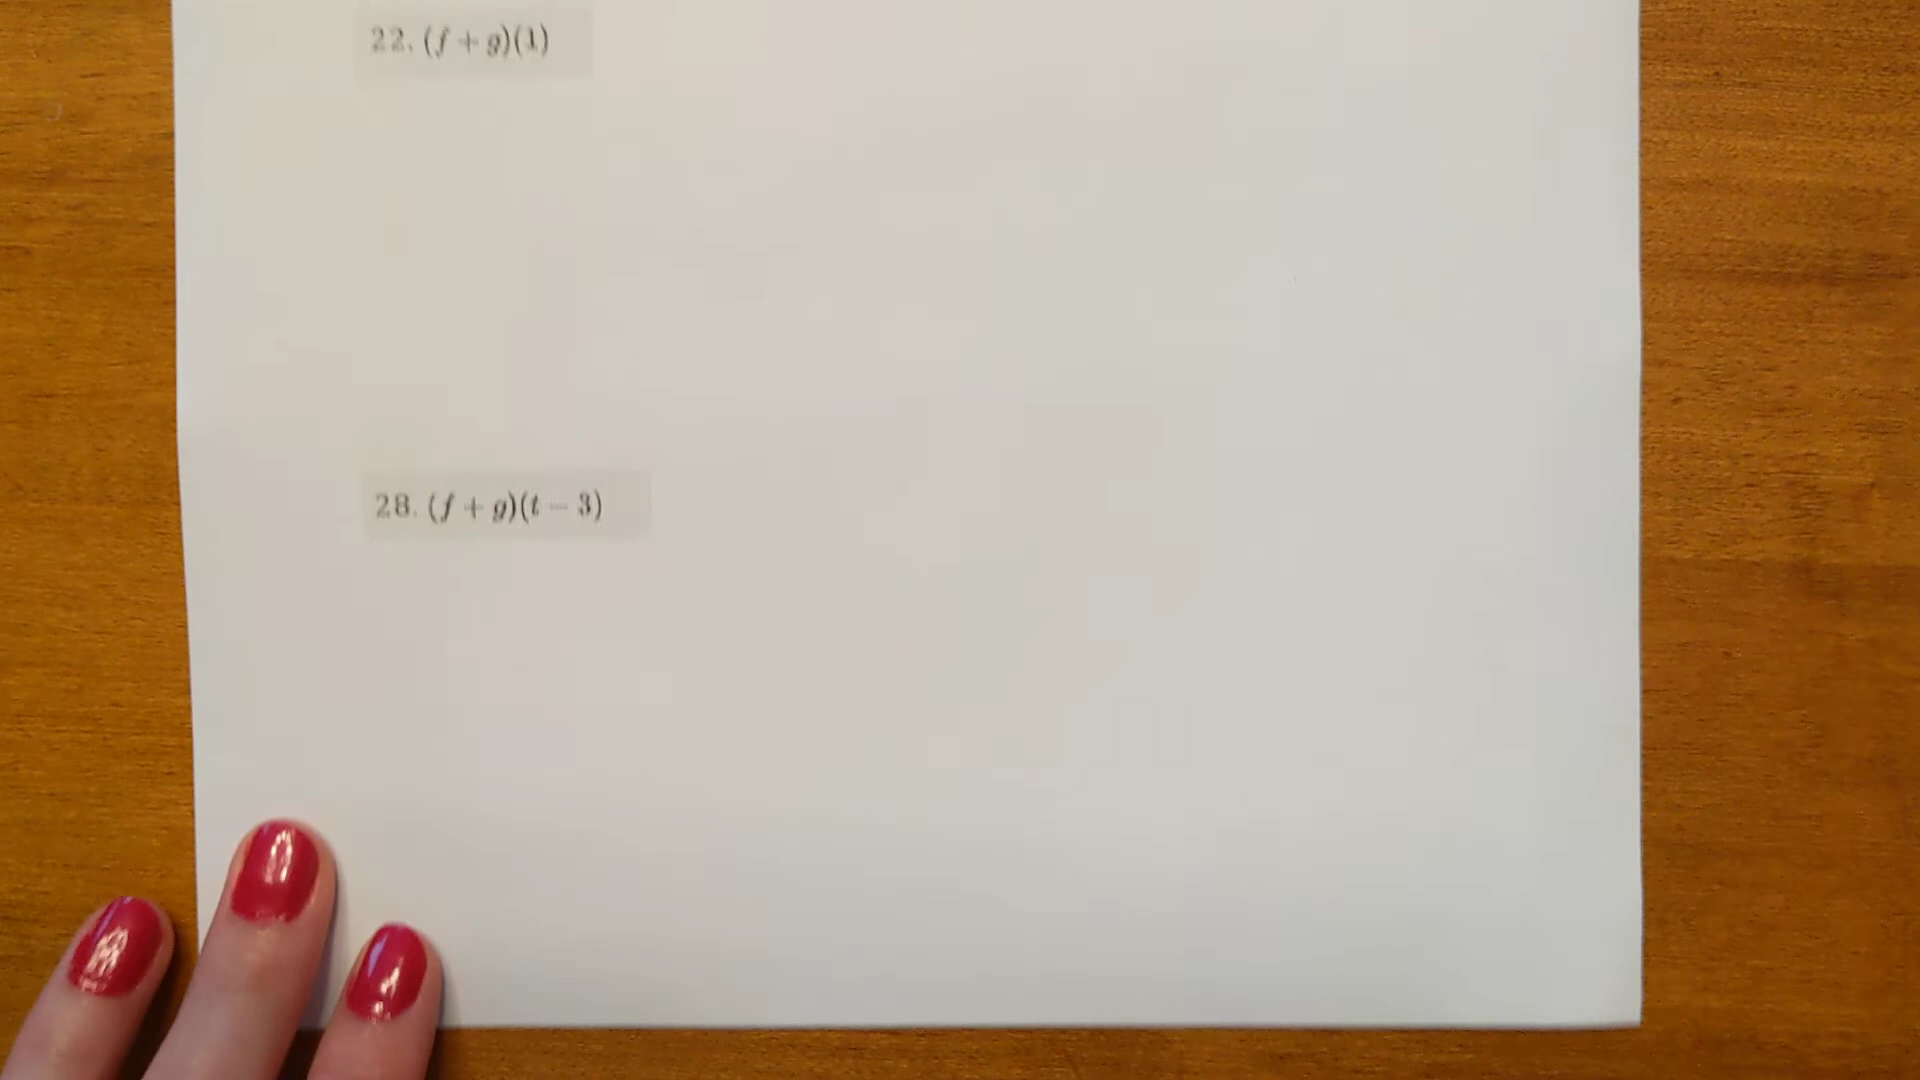 22. (f + g)(1)
28. (f + g)(t − 3)